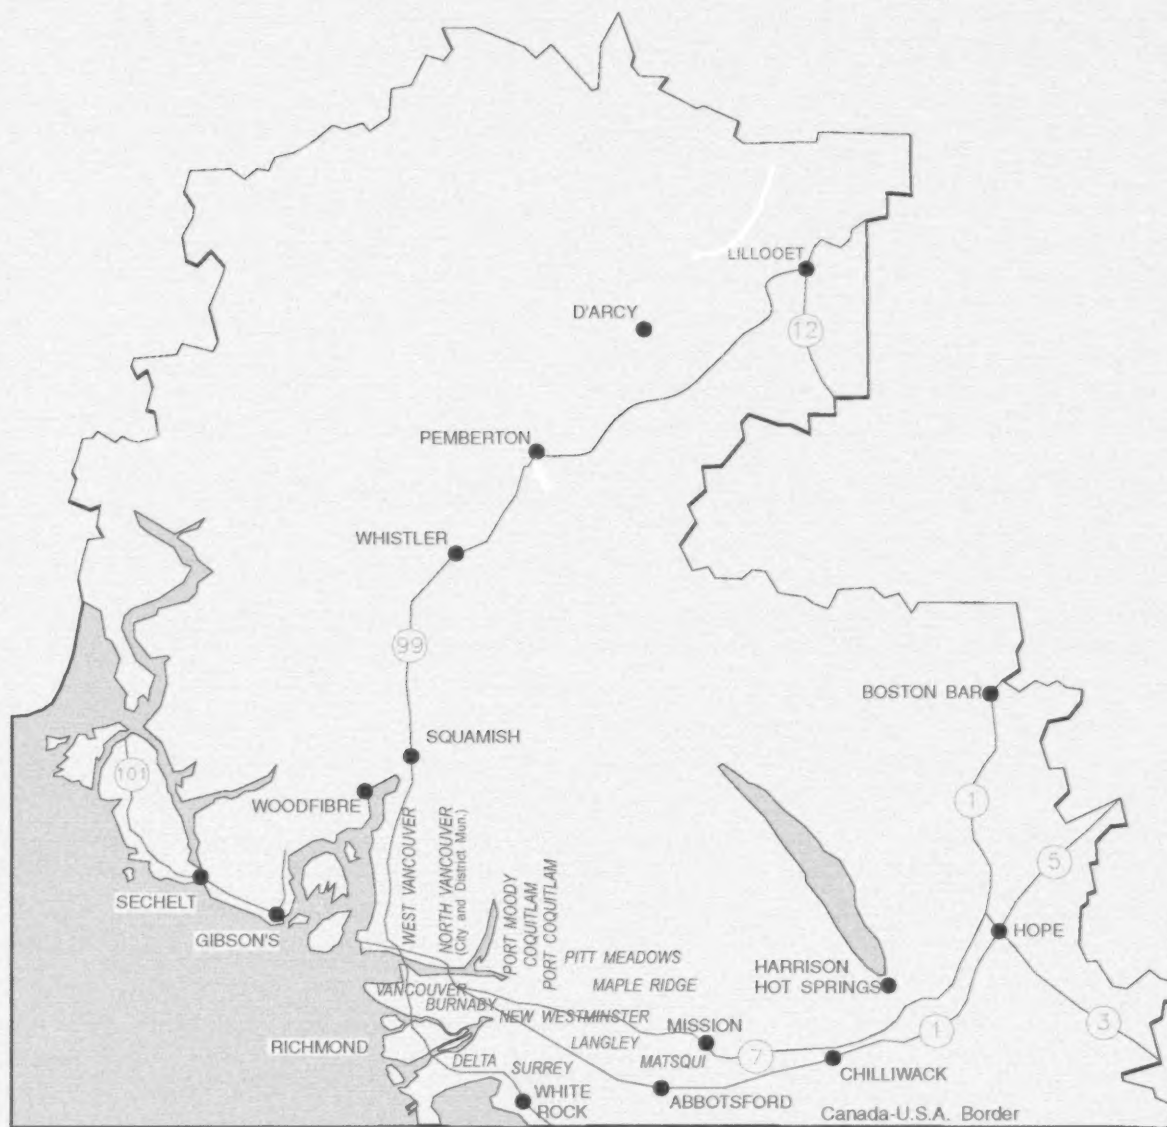 LILLOOET
D'ARCY
12
PEMBERTON
WHISTLER
99
BOSTON BAR
SQUAMISH
101
WOODFIBRE
1
WEST VANCOUVER
NORTH VANCOUVER
(City and District Mun.)
PORT MOODY
COQUITLAM
PORT COQUITLAM
5
SECHELT
GIBSON'S
HOPE
PITT MEADOWS
HARRISON
HOT SPRINGS
MAPLE RIDGE
VANCOUVER
BURNABY
NEW WESTMINSTER
MISSION
1
3
RICHMOND
LANGLEY
7
DELTA
SURREY
MATSQUI
CHILLIWACK
WHITE
ROCK
ABBOTSFORD
Canada-U.S.A. Border